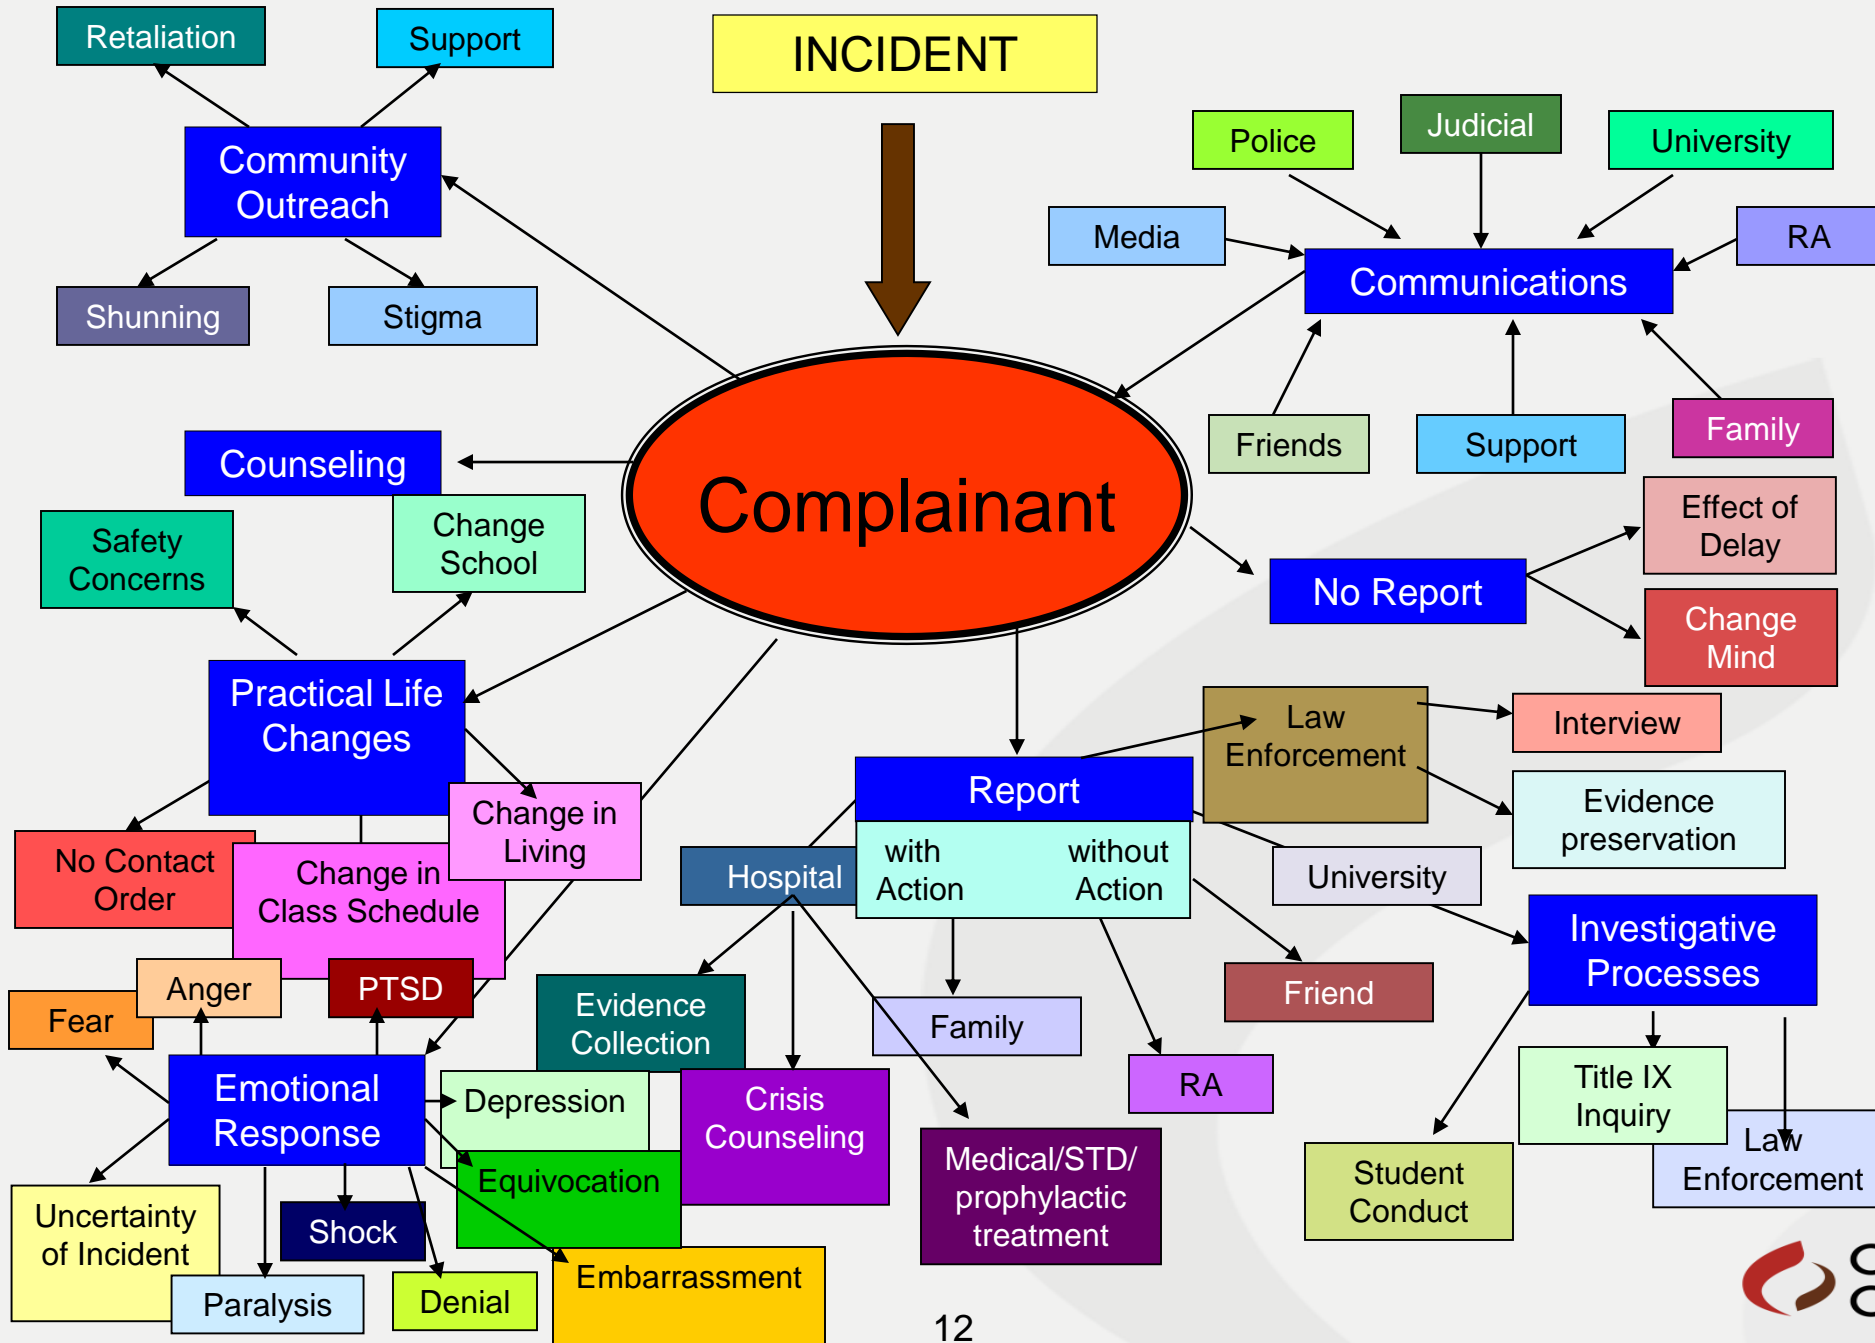 Retaliation
Support
INCIDENT
Community
Outreach
Shunning
Stigma
Police
Judicial
University
Media
RA
Communications
Friends
Support
Family
Counseling
Complainant
Safety
Concerns
Change
School
Effect of
Delay
No Report
Change
Mind
Practical Life
Changes
Law
Enforcement
Interview
Report
Evidence
preservation
Change in
Living
No Contact
Order
Change in
Class Schedule
Hospital
with
Action
without
Action
University
Investigative
Processes
Anger
PTSD
Fear
Evidence
Collection
Family
Friend
RA
Emotional
Response
Depression
Crisis
Counseling
Title IX
Inquiry
Law
Enforcement
Equivocation
Medical/STD/
prophylactic
treatment
Student
Conduct
Uncertainty
of Incident
Shock
Paralysis
Denial
Embarrassment
12